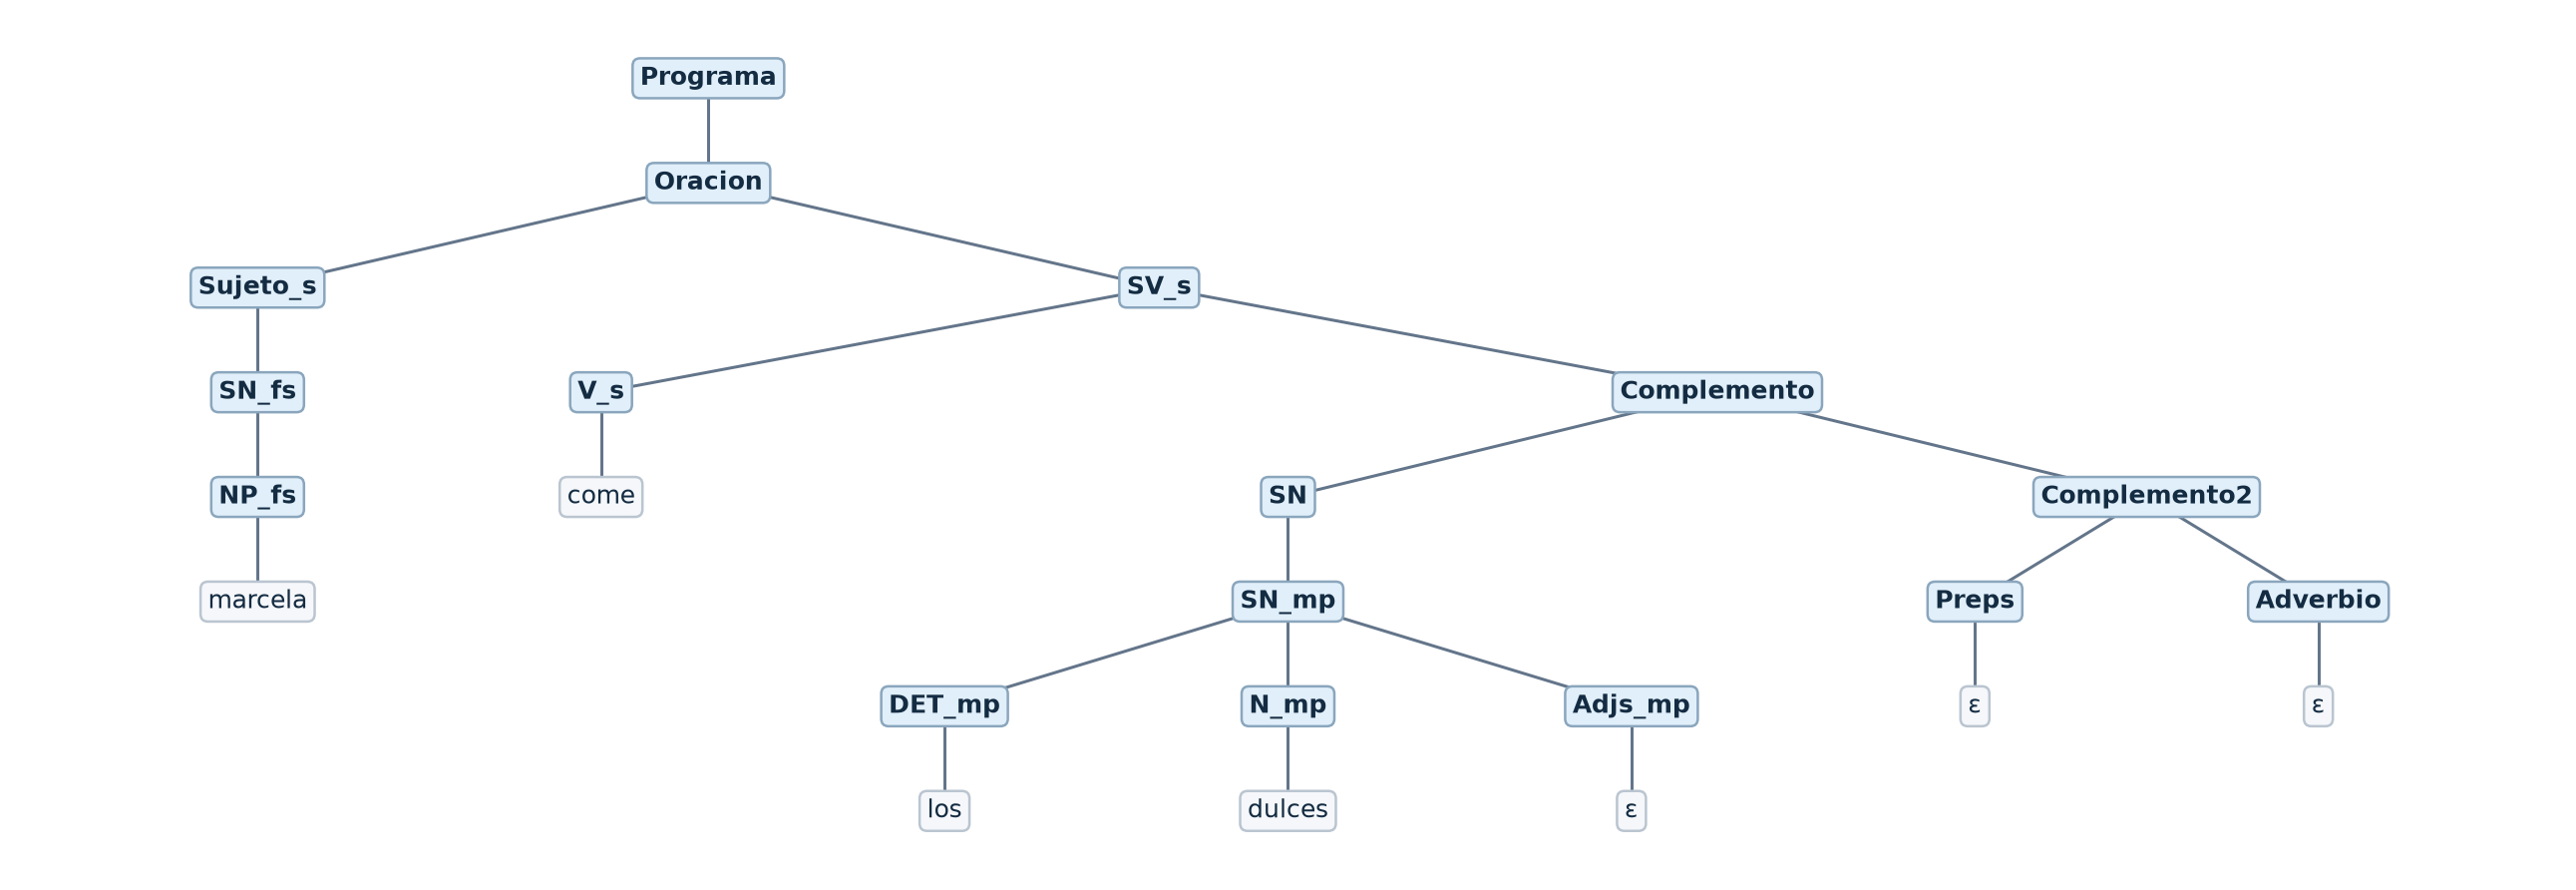 Programa
Oracion
Sujeto_s SV_s
SN_fs V_s Complemento
NP_fs come SN Complemento2
marcela SN_mp Preps Adverbio
DET_mp N_mp Adjs_mp ε ε
los dulces ε